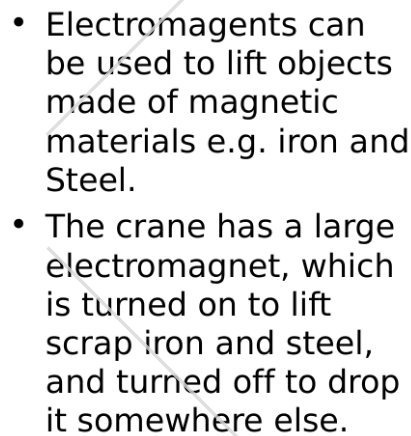 • Electromagents can
be used to lift objects
made of magnetic
materials e.g. iron and
Steel.
• The crane has a large
electromagnet, which
is turned on to lift
scrap iron and steel,
and turned off to drop
it somewhere else.